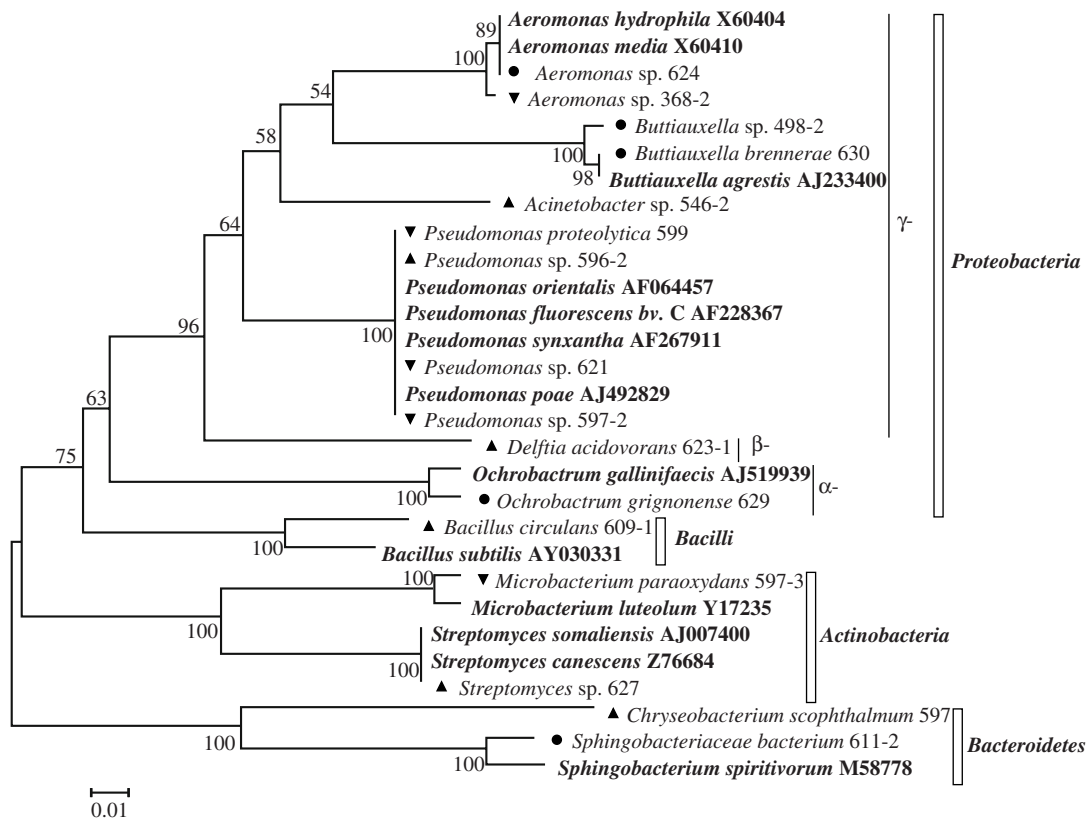 Aeromonas hydrophila X60404
89
Aeromonas media X60410
100
Aeromonas sp. 624
Aeromonas sp. 368-2
54
Buttiauxella sp. 498-2
58
100
Buttiauxella brennerae 630
98
Buttiauxella agrestis AJ233400
Acinetobacter sp. 546-2
γ-
64
Pseudomonas proteolytica 599
Pseudomonas sp. 596-2
Proteobacteria
Pseudomonas orientalis AF064457
Pseudomonas fluorescens bv. C AF228367
96
100
Pseudomonas synxantha AF267911
Pseudomonas sp. 621
Pseudomonas poae AJ492829
63
Pseudomonas sp. 597-2
Delftia acidovorans 623-1
β-
75
Ochrobactrum gallinifaecis AJ519939
α-
100
Ochrobactrum grignonense 629
Bacillus circulans 609-1
Bacilli
100
Bacillus subtilis AY030331
100
Microbacterium paraoxydans 597-3
Microbacterium luteolum Y17235
100
Streptomyces somaliensis AJ007400
Actinobacteria
100
Streptomyces canescens Z76684
Streptomyces sp. 627
Chryseobacterium scophthalmum 597
100
Sphingobacteriaceae bacterium 611-2
Bacteroidetes
100
Sphingobacterium spiritivorum M58778
0.01